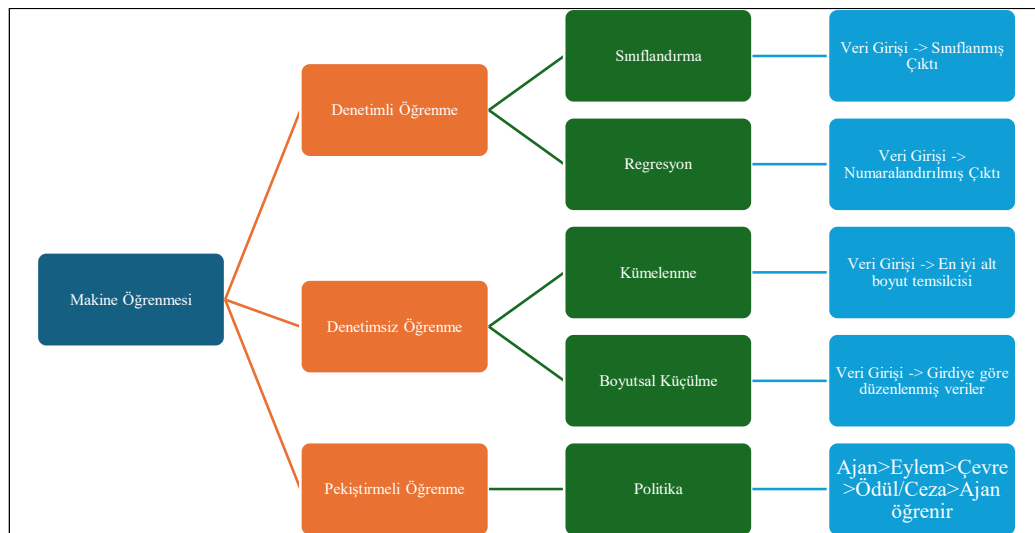 Makine Öğrenmesi
Denetimli Öğrenme
Sınıflandırma
Veri Girişi -> Sınıflanmış
Çıktı
Regresyon
Veri Girişi ->
Numaralandırılmış Çıktı
Denetimsiz Öğrenme
Kümelenme
Veri Girişi -> En iyi alt
boyut temsilcisi
Boyutsal Küçülme
Veri Girişi -> Girdiye göre
düzenlenmiş veriler
Pekiştirmeli Öğrenme
Politika
Ajan>Eylem>Çevre
>Ödül/Ceza>Ajan
öğrenir